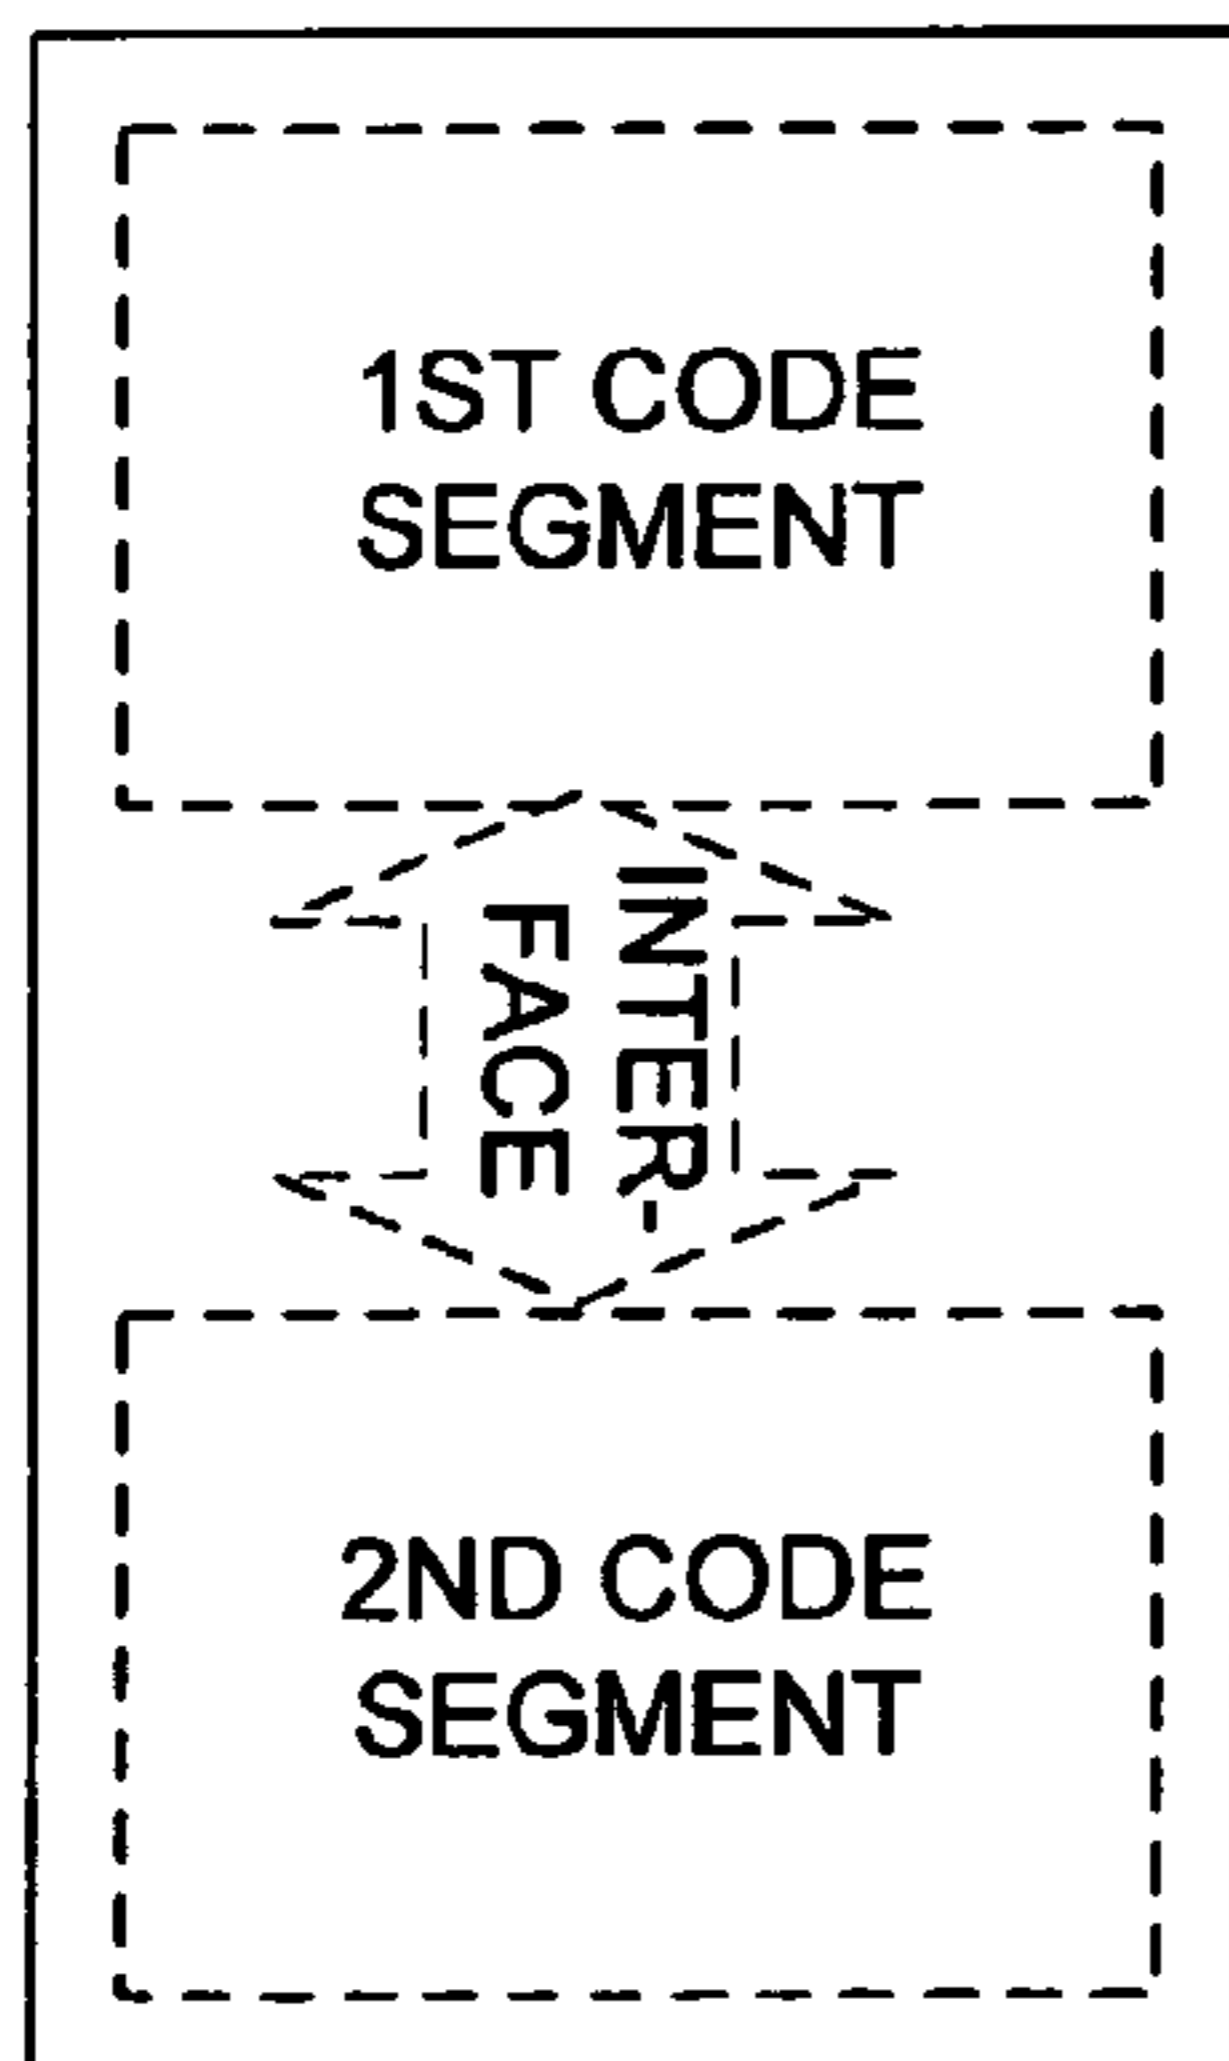 1ST CODE
SEGMENT
INTER-
FACE
2ND CODE
SEGMENT